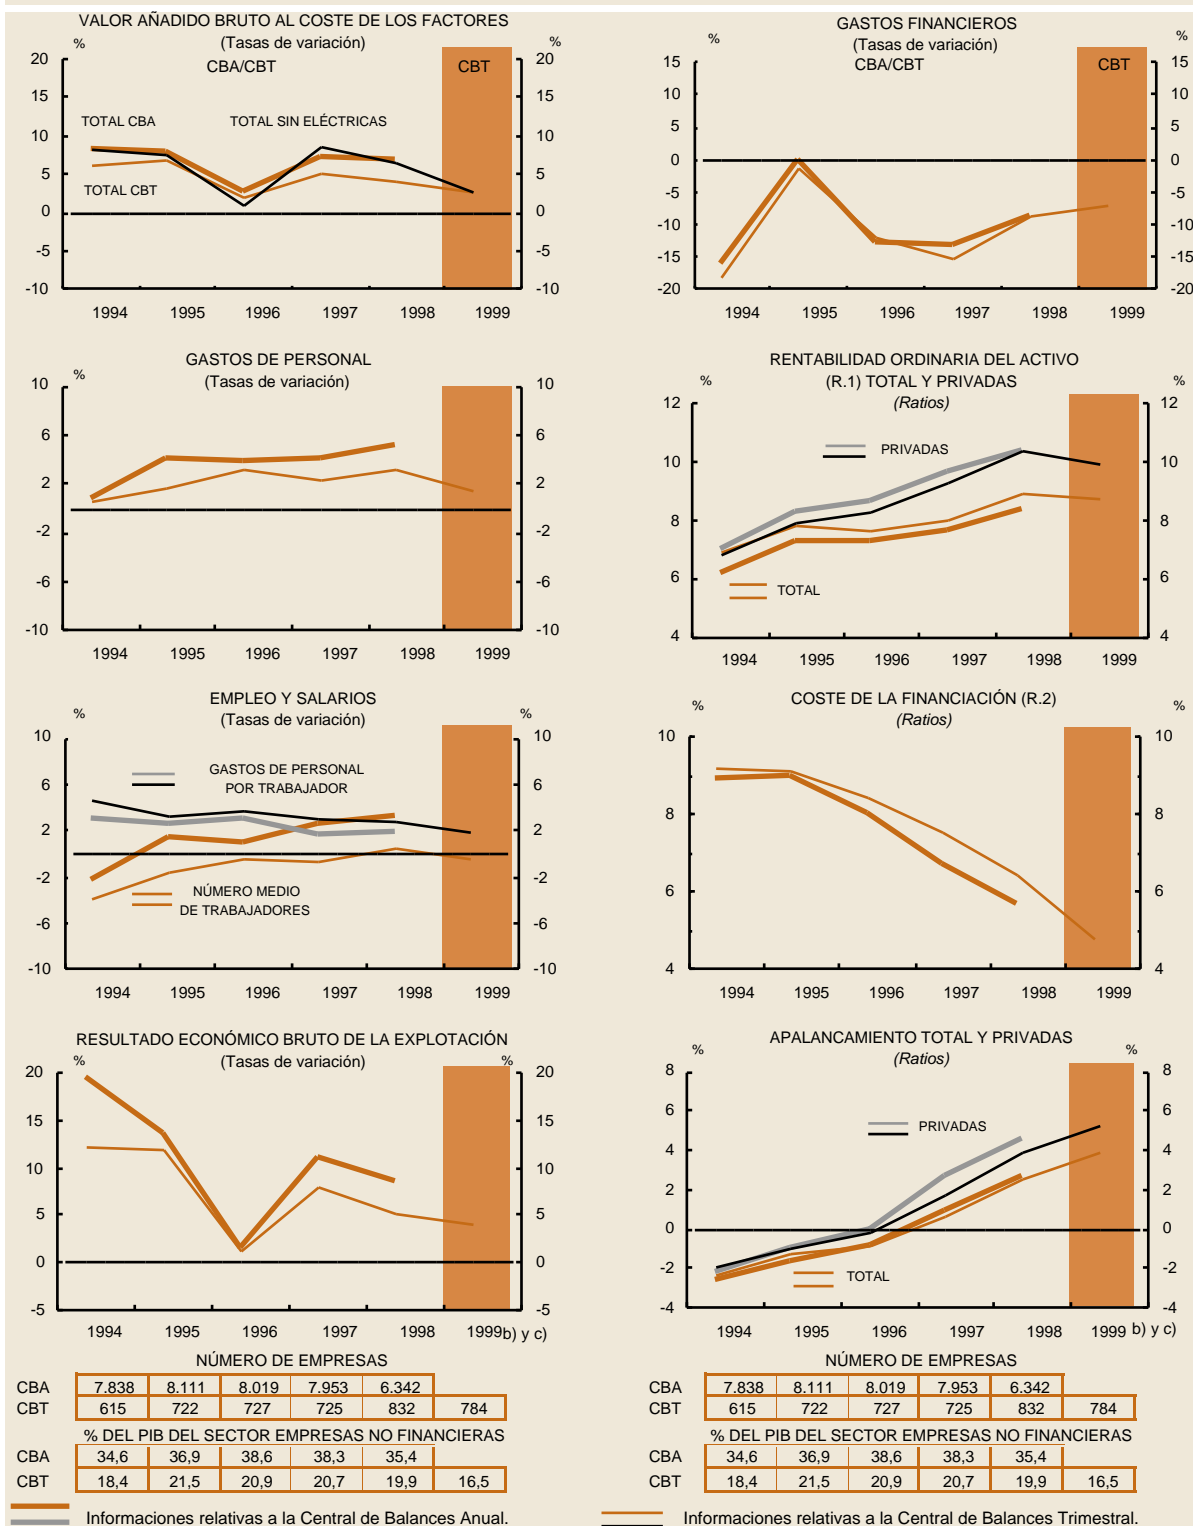 VALOR AÑADIDO BRUTO AL COSTE DE LOS FACTORES
(Tasas de variación)
% %
CBA/CBT CBT
20 20
15 15
10 10
5 5
0 0
-5 -5
-10 -10
TOTAL CBA TOTAL SIN ELÉCTRICAS
TOTAL CBT
1994 1995 1996 1997 1998 1999
GASTOS FINANCIEROS
(Tasas de variación)
% %
CBA/CBT CBT
15 15
10 10
5 5
0 0
-5 -5
-10 -10
-15 -15
-20 -20
1994 1995 1996 1997 1998 1999
GASTOS DE PERSONAL
(Tasas de variación)
%
10 10
6 6
2 2
-2 -2
-6 -6
-10 -10
1994 1995 1996 1997 1998 1999
RENTABILIDAD ORDINARIA DEL ACTIVO
(R.1) TOTAL Y PRIVADAS
(Ratios)
% %
12 12
10 10
8 8
6 6
4 4
PRIVADAS
TOTAL
1994 1995 1996 1997 1998 1999
EMPLEO Y SALARIOS
(Tasas de variación)
% %
10 10
6 6
2 2
-2 -2
-6 -6
-10 -10
GASTOS DE PERSONAL
POR TRABAJADOR
NÚMERO MEDIO
DE TRABAJADORES
1994 1995 1996 1997 1998 1999
COSTE DE LA FINANCIACIÓN (R.2)
(Ratios)
% %
10 10
8 8
6 6
4 4
1994 1995 1996 1997 1998 1999
RESULTADO ECONÓMICO BRUTO DE LA EXPLOTACIÓN
(Tasas de variación)
% %
20 20
15 15
10 10
5 5
0 0
-5 -5
1994 1995 1996 1997 1998 1999 b) y c)
APALANCAMIENTO TOTAL Y PRIVADAS
(Ratios)
% %
8 8
6 6
4 4
2 2
0 0
-2 -2
-4 -4
PRIVADAS
TOTAL
1994 1995 1996 1997 1998 1999 b) y c)
NÚMERO DE EMPRESAS
CBA 7.838 8.111 8.019 7.953 6.342
CBT 615 722 727 725 832 784
% DEL PIB DEL SECTOR EMPRESAS NO FINANCIERAS
CBA 34,6 36,9 38,6 38,3 35,4
CBT 18,4 21,5 20,9 20,7 19,9 16,5
NÚMERO DE EMPRESAS
CBA 7.838 8.111 8.019 7.953 6.342
CBT 615 722 727 725 832 784
% DEL PIB DEL SECTOR EMPRESAS NO FINANCIERAS
CBA 34,6 36,9 38,6 38,3 35,4
CBT 18,4 21,5 20,9 20,7 19,9 16,5
Informaciones relativas a la Central de Balances Anual.
Informaciones relativas a la Central de Balances Trimestral.